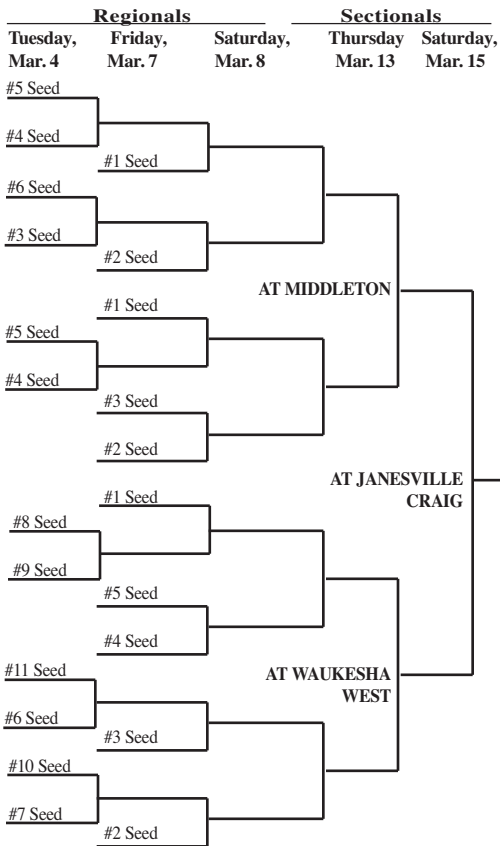 Regionals Sectionals
Tuesday, Friday, Saturday, Thursday Saturday,
Mar. 4 Mar. 7 Mar. 8 Mar. 13 Mar. 15
#5 Seed
#4 Seed
#1 Seed
#6 Seed
#3 Seed
#2 Seed
AT MIDDLETON
#1 Seed
#5 Seed
#4 Seed
#3 Seed
#2 Seed
AT JANESVILLE
CRAIG
#1 Seed
#8 Seed
#9 Seed
#5 Seed
#4 Seed
AT WAUKESHA
WEST
#11 Seed
#6 Seed
#3 Seed
#10 Seed
#7 Seed
#2 Seed